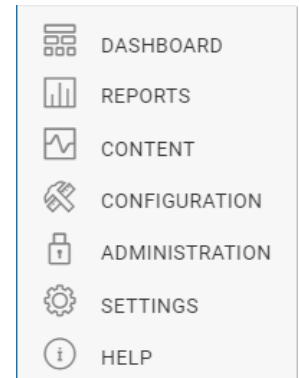 DASHBOARD
REPORTS
CONTENT
CONFIGURATION
ADMINISTRATION
SETTINGS
HELP